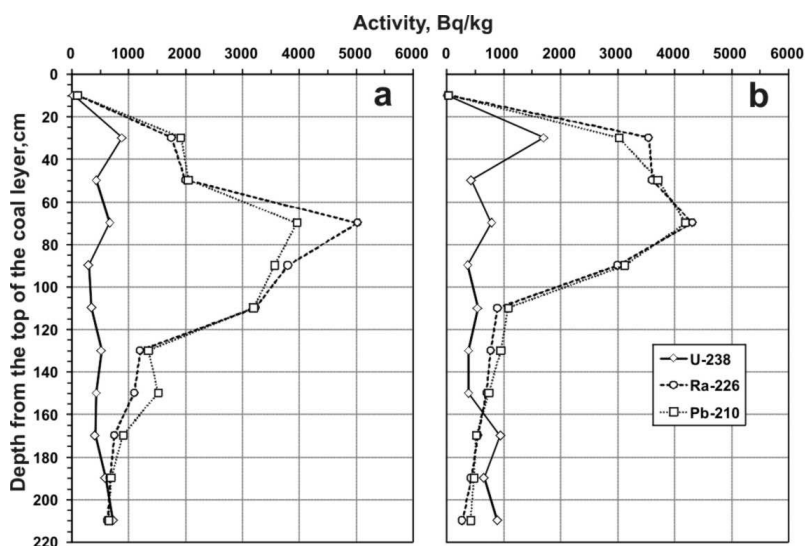 Activity, Bq/kg
0 1000 2000 3000 4000 5000 6000
0 1000 2000 3000 4000 5000 6000
Depth from the top of the coal leyer,cm
0
20
40
60
80
100
120
140
160
180
200
220
a
b
U-238
Ra-226
Pb-210